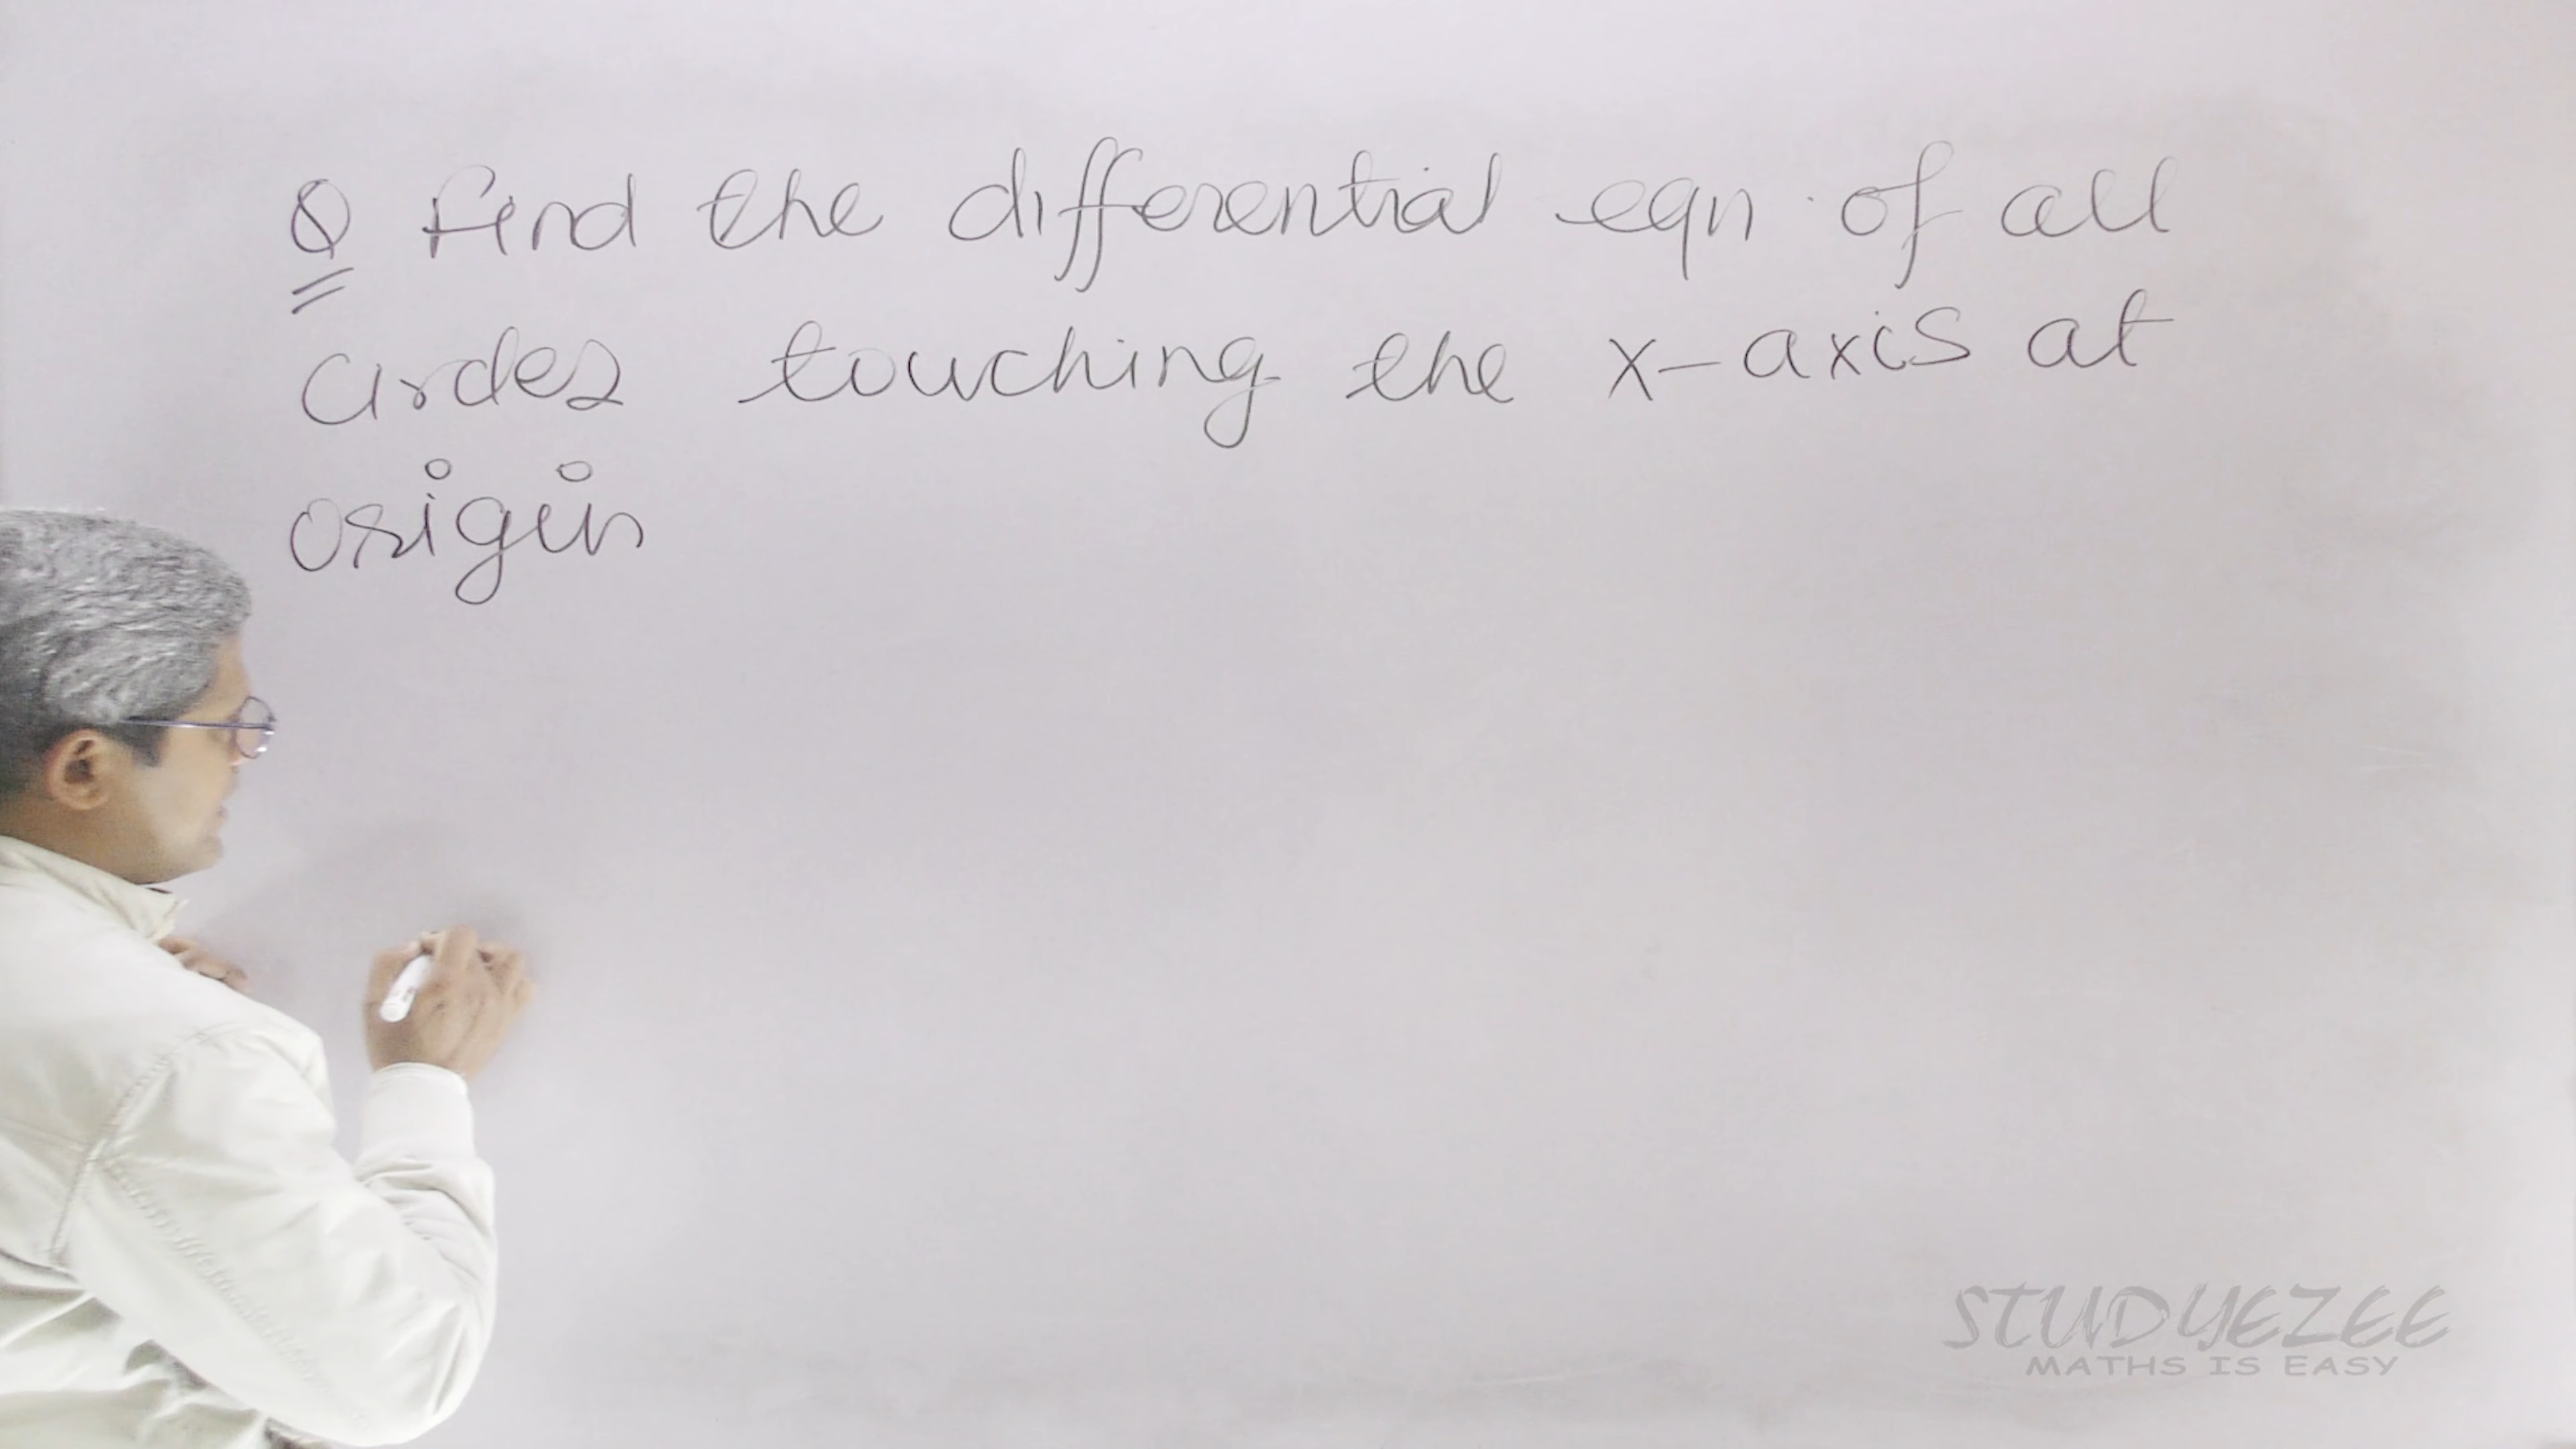 Q Find the differential eqn. of all
circles touching the x-axis at
origin
STUDYEZEE
MATHS IS EASY